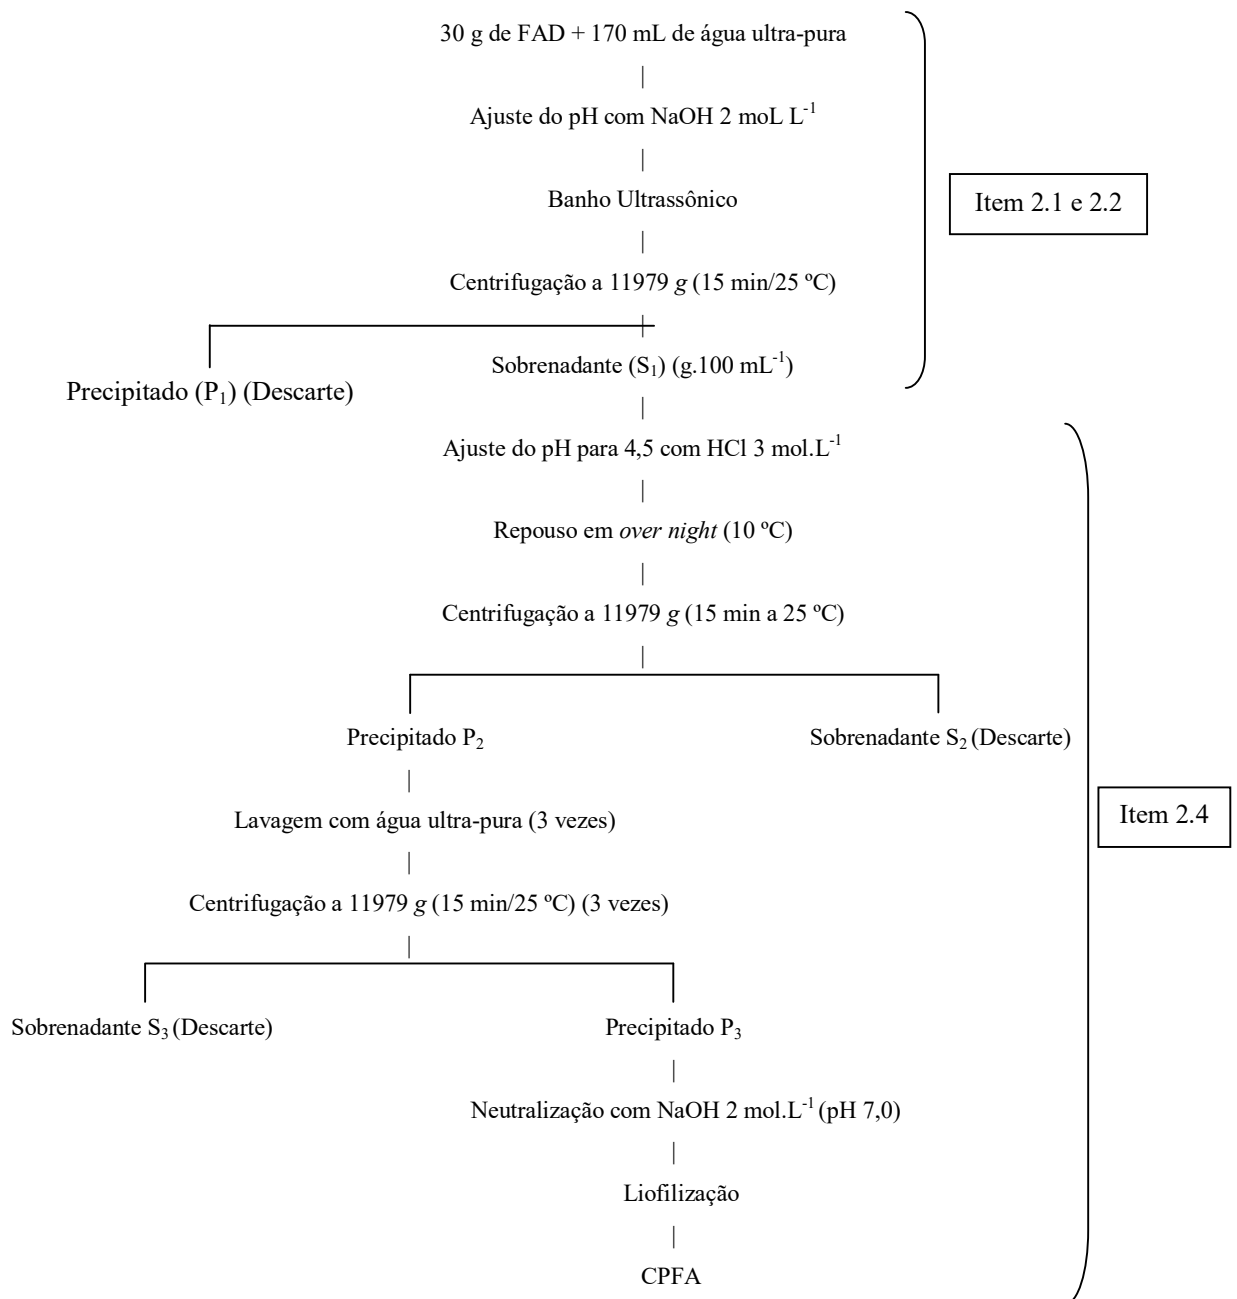 30 g de FAD + 170 mL de água ultra-pura
Ajuste do pH com NaOH 2 moL L⁻¹
Banho Ultrassônico
Item 2.1 e 2.2
Centrifugação a 11979 g (15 min/25 ºC)
Sobrenadante (S₁) (g.100 mL⁻¹)
Precipitado (P₁) (Descarte)
Ajuste do pH para 4,5 com HCl 3 mol.L⁻¹
Repouso em over night (10 ºC)
Centrifugação a 11979 g (15 min a 25 ºC)
Precipitado P₂
Sobrenadante S₂ (Descarte)
Item 2.4
Lavagem com água ultra-pura (3 vezes)
Centrifugação a 11979 g (15 min/25 ºC) (3 vezes)
Sobrenadante S₃ (Descarte)
Precipitado P₃
Neutralização com NaOH 2 mol.L⁻¹ (pH 7,0)
Liofilização
CPFA